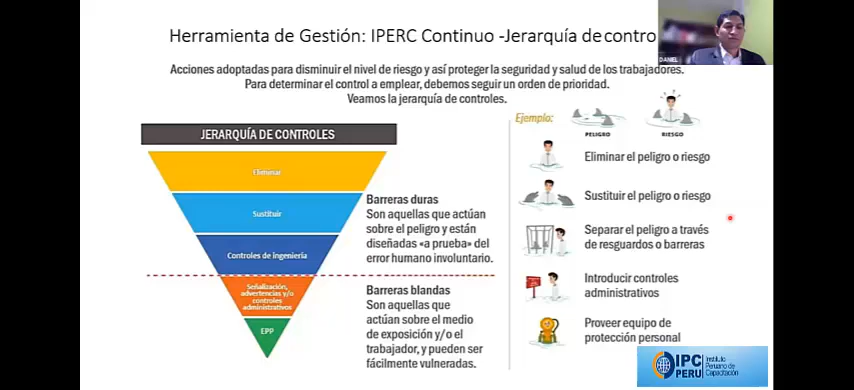 Herramienta de Gestión: IPERC Continuo -Jerarquía de contro
DANIEL
Acciones adoptadas para disminuir el nivel de riesgo y así proteger la seguridad y salud de los trabajadores.
Para determinar el control a emplear, debemos seguir un orden de prioridad.
Veamos la jerarquía de controles.
JERARQUÍA DE CONTROLES
Eliminar
Sustituir
Controles de ingeniería
Señalización,
advertencias y/o
controles
administrativos
EPP
Barreras duras
Son aquellas que actúan
sobre el peligro y están
diseñadas «a prueba» del
error humano involuntario.
Barreras blandas
Son aquellas que
actúan sobre el medio
de exposición y/o el
trabajador, y pueden ser
fácilmente vulneradas.
Ejemplo:
PELIGRO
RIESGO
Eliminar el peligro o riesgo
Sustituir el peligro o riesgo
Separar el peligro a través
de resguardos o barreras
Introducir controles
administrativos
Proveer equipo de
protección personal
IPC
PERU
Instituto
Peruano de
Capacitación